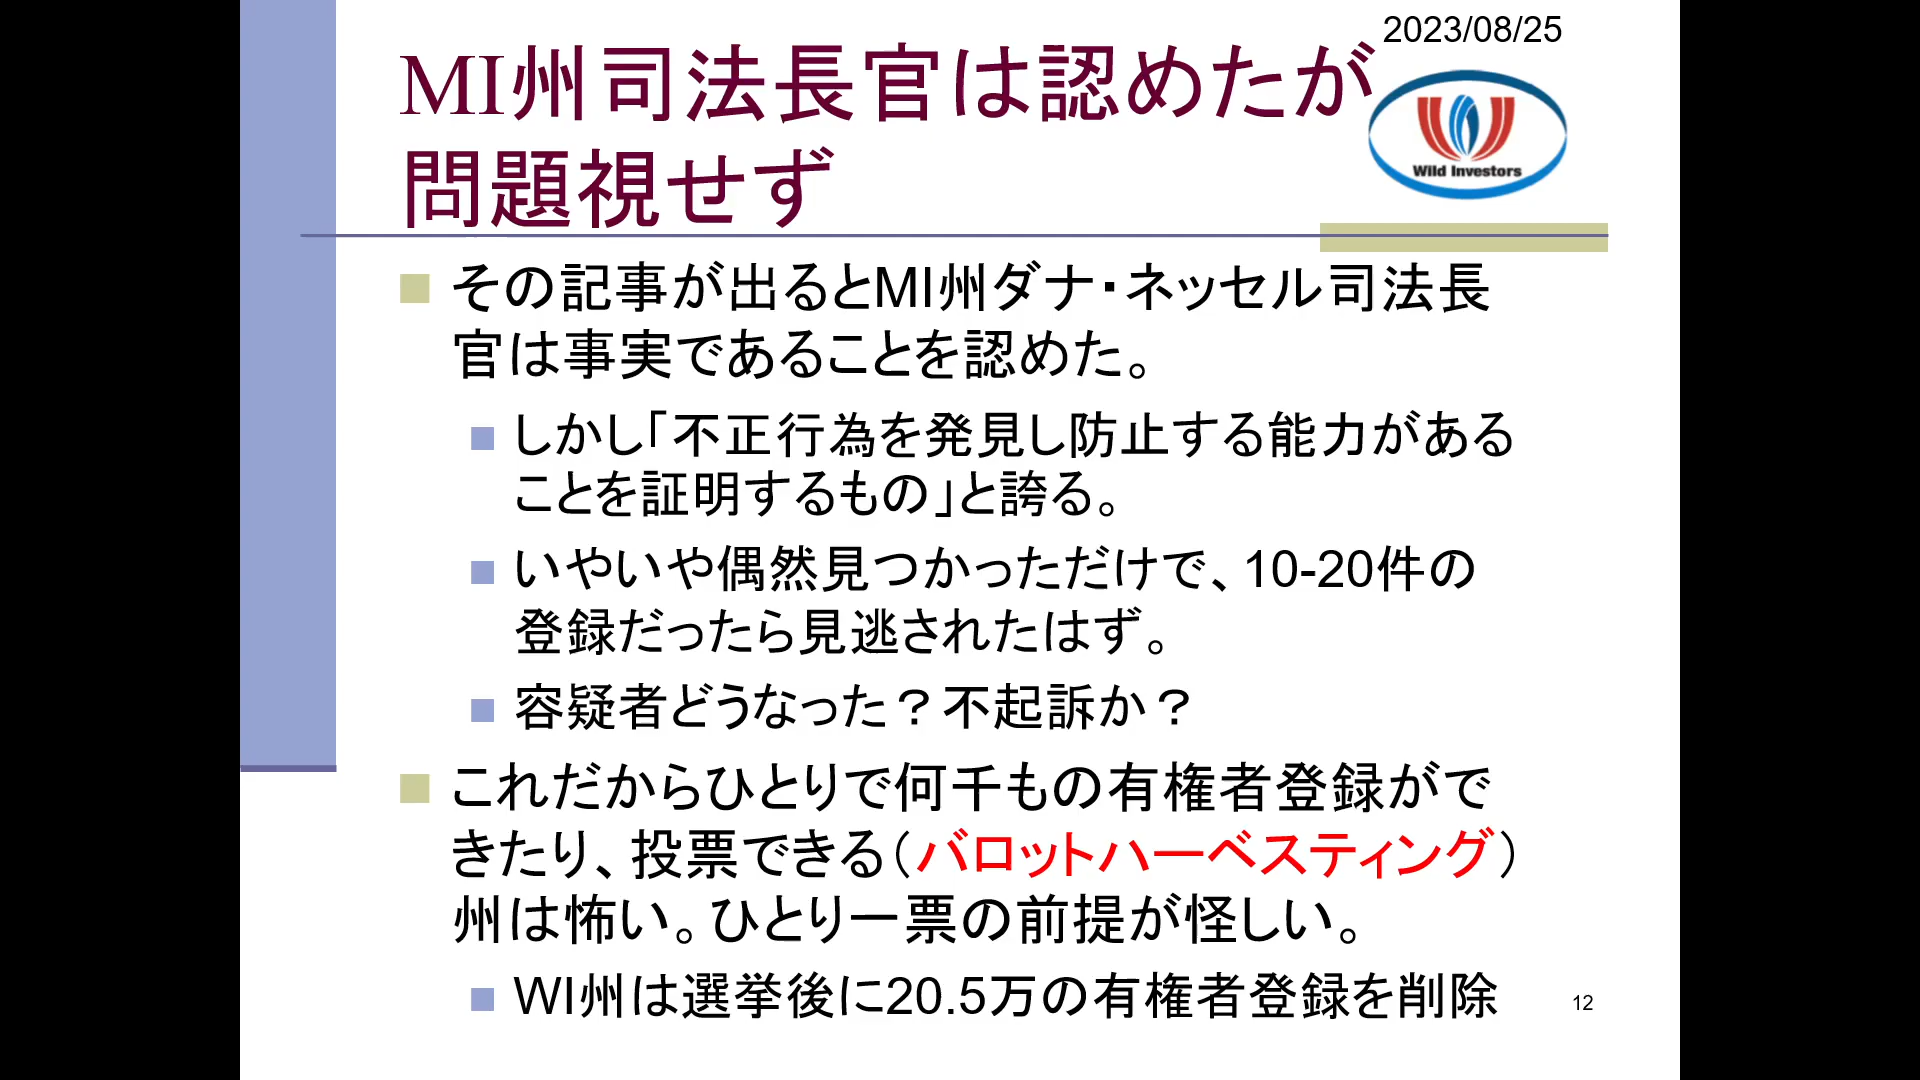 2023/08/25
MI州司法長官は認めたが
問題視せず
Wild Investors
その記事が出るとMI州ダナ・ネッセル司法長
官は事実であることを認めた。
しかし「不正行為を発見し防止する能力がある
ことを証明するもの」と誇る。
いやいや偶然見つかっただけで、10-20件の
登録だったら見逃されたはず。
容疑者どうなった？不起訴か？
これだからひとりで何千もの有権者登録がで
きたり、投票できる（バロットハーベスティング）
州は怖い。ひとり一票の前提が怪しい。
WI州は選挙後に20.5万の有権者登録を削除
12